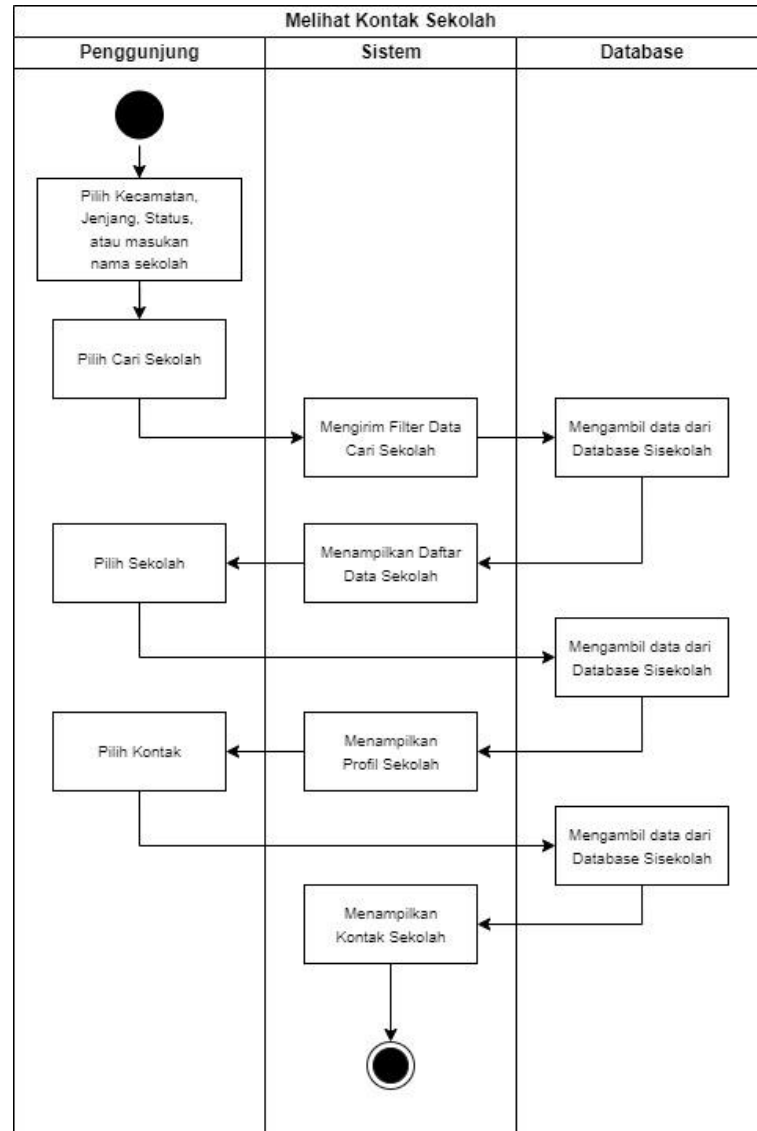 Melihat Kontak Sekolah
Penggunjung
Sistem
Database
Pilih Kecamatan,
Jenjang, Status,
atau masukan
nama sekolah
Pilih Cari Sekolah
Mengirim Filter Data
Cari Sekolah
Mengambil data dari
Database Sisekolah
Pilih Sekolah
Menampilkan Daftar
Data Sekolah
Mengambil data dari
Database Sisekolah
Pilih Kontak
Menampilkan
Profil Sekolah
Mengambil data dari
Database Sisekolah
Menampilkan
Kontak Sekolah